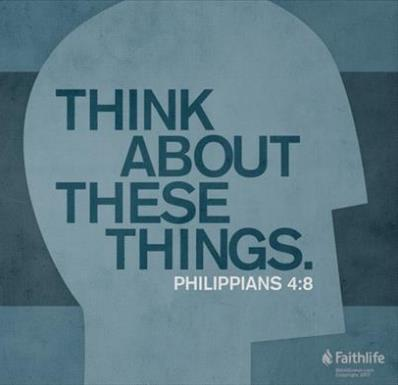 THINK
ABOUT
THESE
THINGS.
PHILIPPIANS 4:8
Faithlife